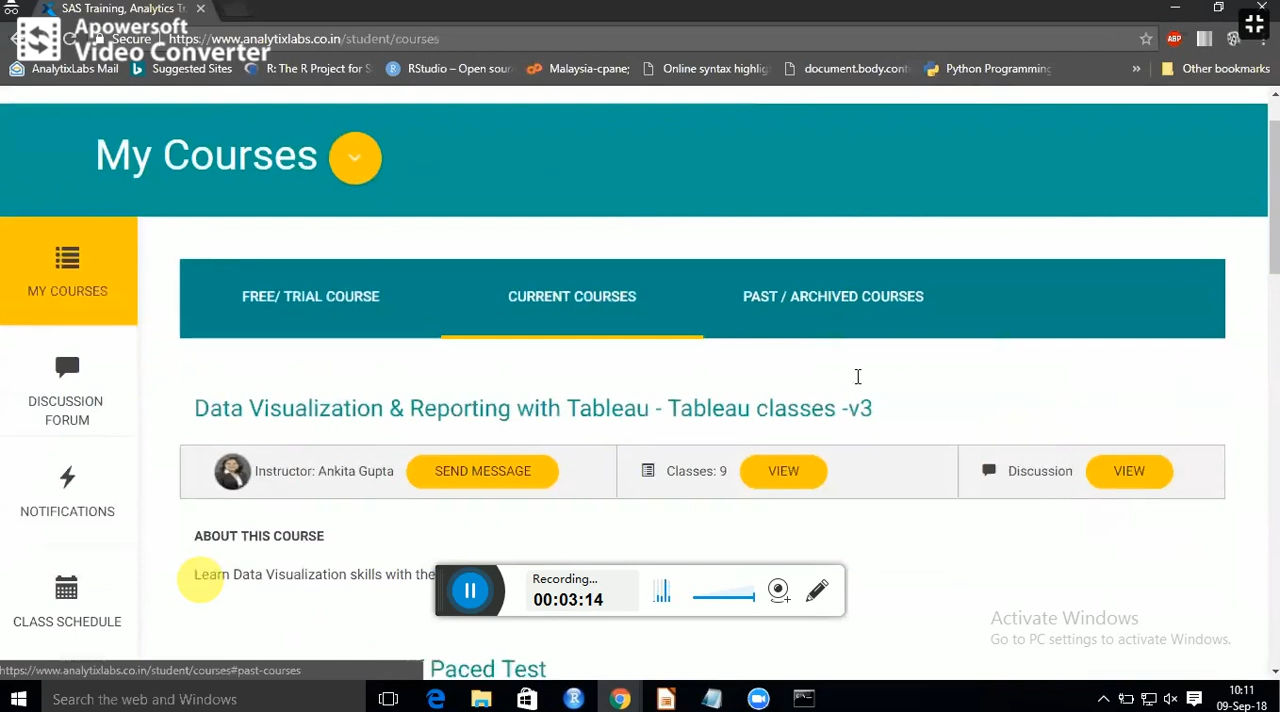 SAS Training, Analytics Tr
Apowersoft
Video Converter
Secure
https://www.analytixlabs.co.in/student/courses
ABP
AnalytixLabs Mail
Suggested Sites
R: The R Project for S
RStudio – Open sour
Malaysia-cpane;
Online syntax highlig
document.body.cont
Python Programming
»
Other bookmarks
My Courses
FREE/ TRIAL COURSE
CURRENT COURSES
PAST / ARCHIVED COURSES
MY COURSES
DISCUSSION
FORUM
NOTIFICATIONS
CLASS SCHEDULE
Data Visualization & Reporting with Tableau - Tableau classes -v3
Instructor: Ankita Gupta
SEND MESSAGE
Classes: 9
VIEW
Discussion
VIEW
ABOUT THIS COURSE
Learn Data Visualization skills with the
Recording...
00:03:14
Activate Windows
Go to PC settings to activate Windows.
Paced Test
https://www.analytixlabs.co.in/student/courses#past-courses
Search the web and Windows
10:11
09-Sep-18